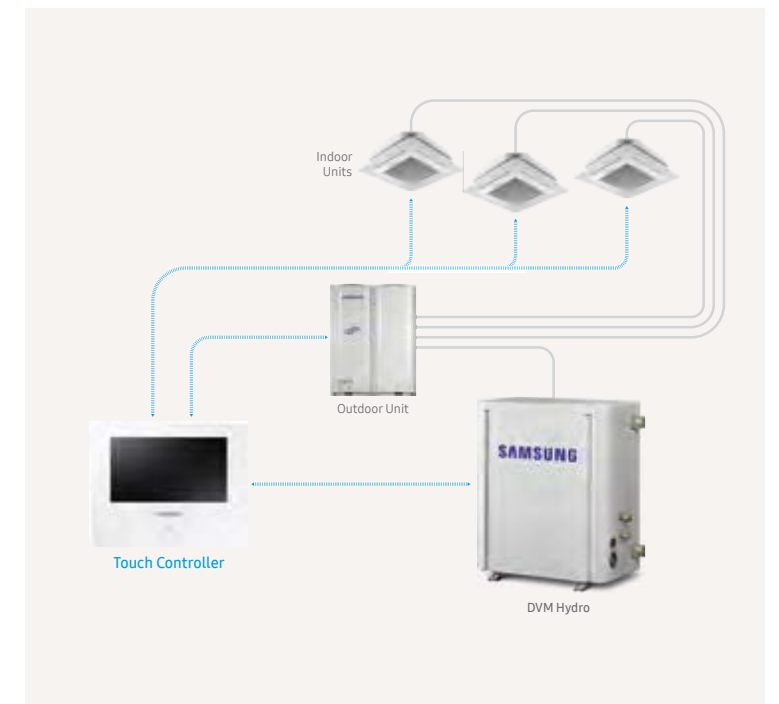 Indoor
Units
Outdoor Unit
SAMSUNG
Touch Controller
DVM Hydro